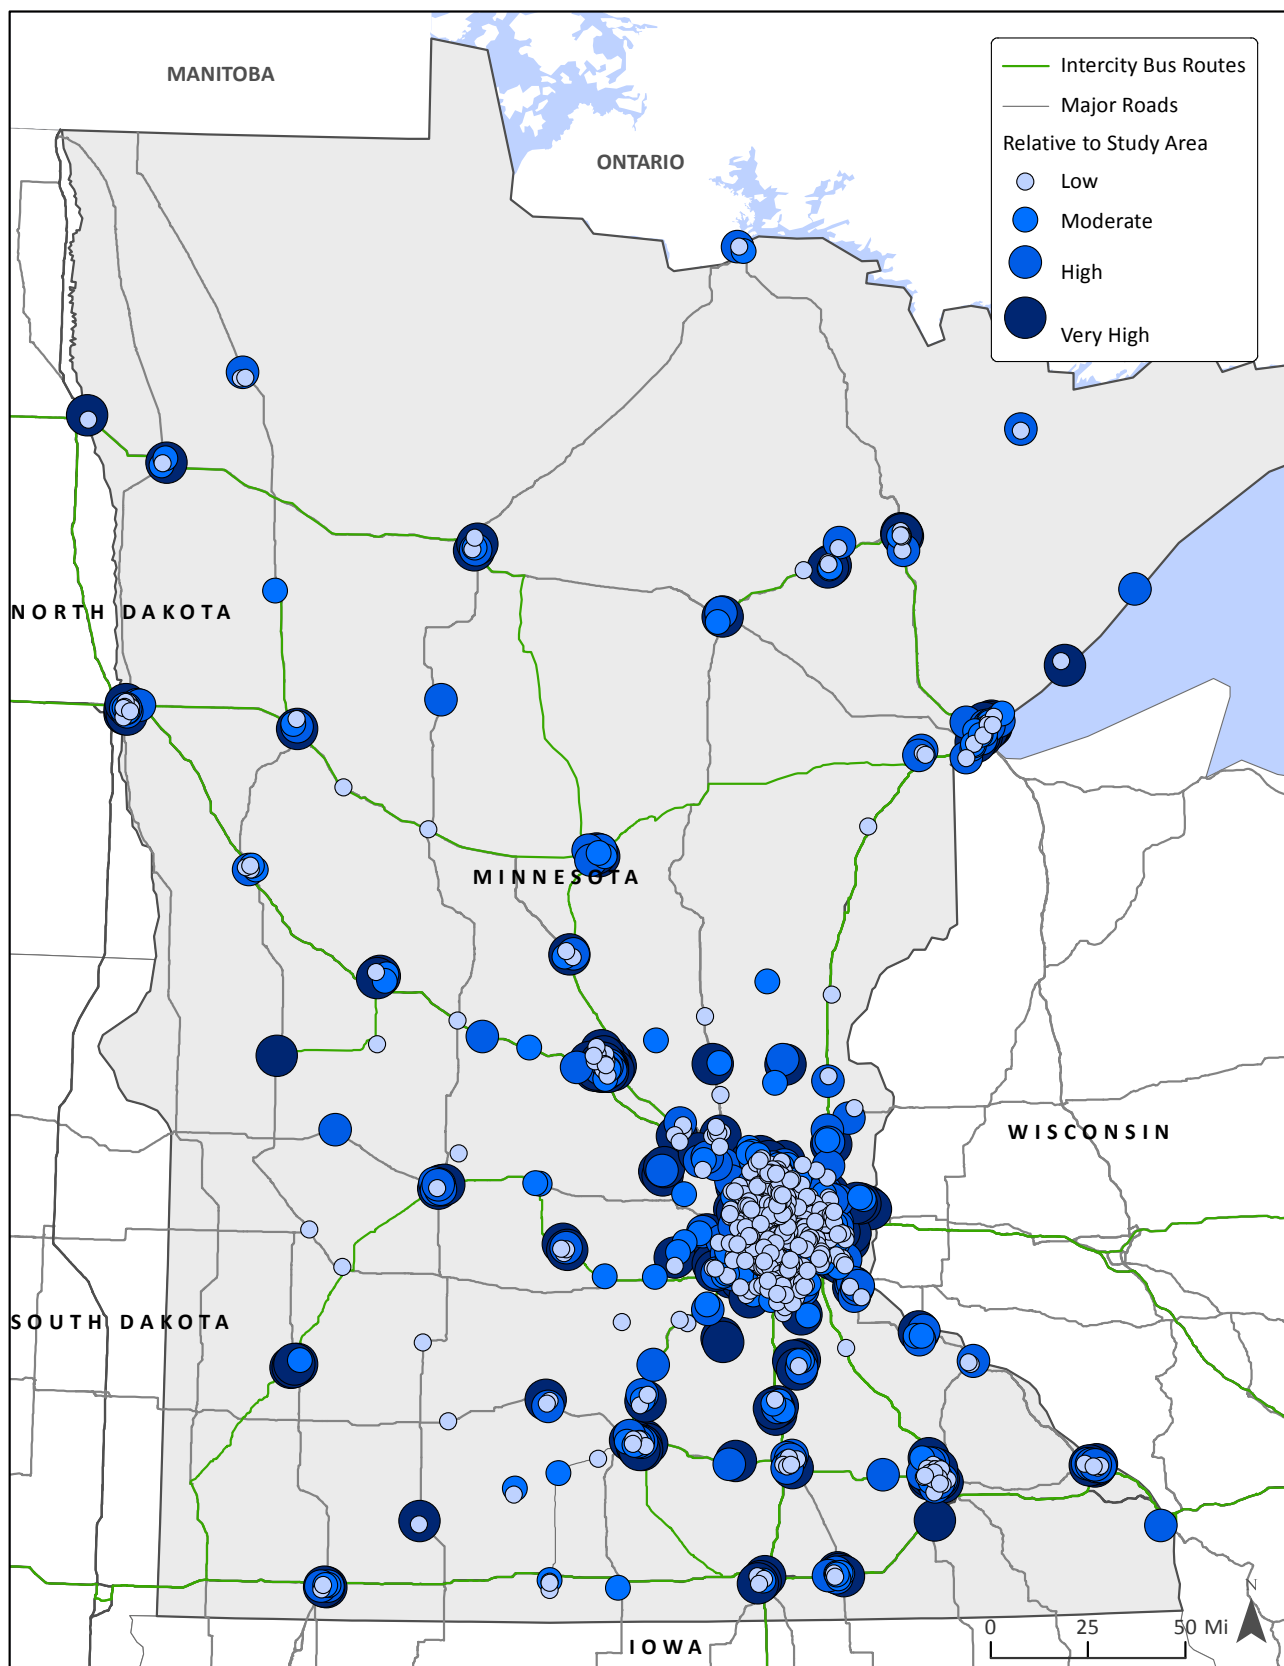 MANITOBA
ONTARIO
Intercity Bus Routes
Major Roads
Relative to Study Area
Low
Moderate
High
Very High
NORTH DAKOTA
MINNESOTA
WISCONSIN
SOUTH DAKOTA
IOWA
N
0 25 50 Mi